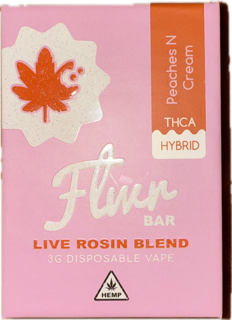 Peaches N
Cream
THCA
HYBRID
Flwr
BAR
LIVE ROSIN BLEND
3G DISPOSABLE VAPE
HEMP